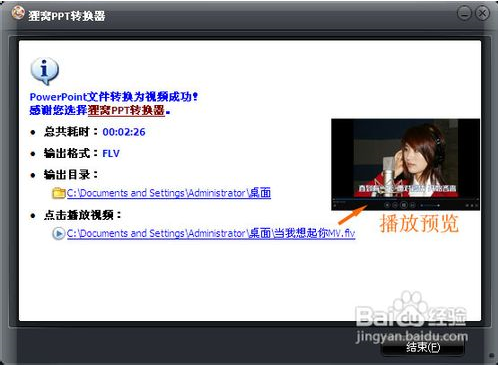 狸窝PPT转换器
PowerPoint文件转换为视频成功!
感谢您选择狸窝PPT转换器。
总共耗时：00:02:26
输出格式：FLV
输出目录：
C:\Documents and Settings\Administrator\桌面
点击播放视频：
C:\Documents and Settings\Administrator\桌面\当我想起你MV.flv
播放预览
Baidu经验
jingyan.baidu.com
结束(F)